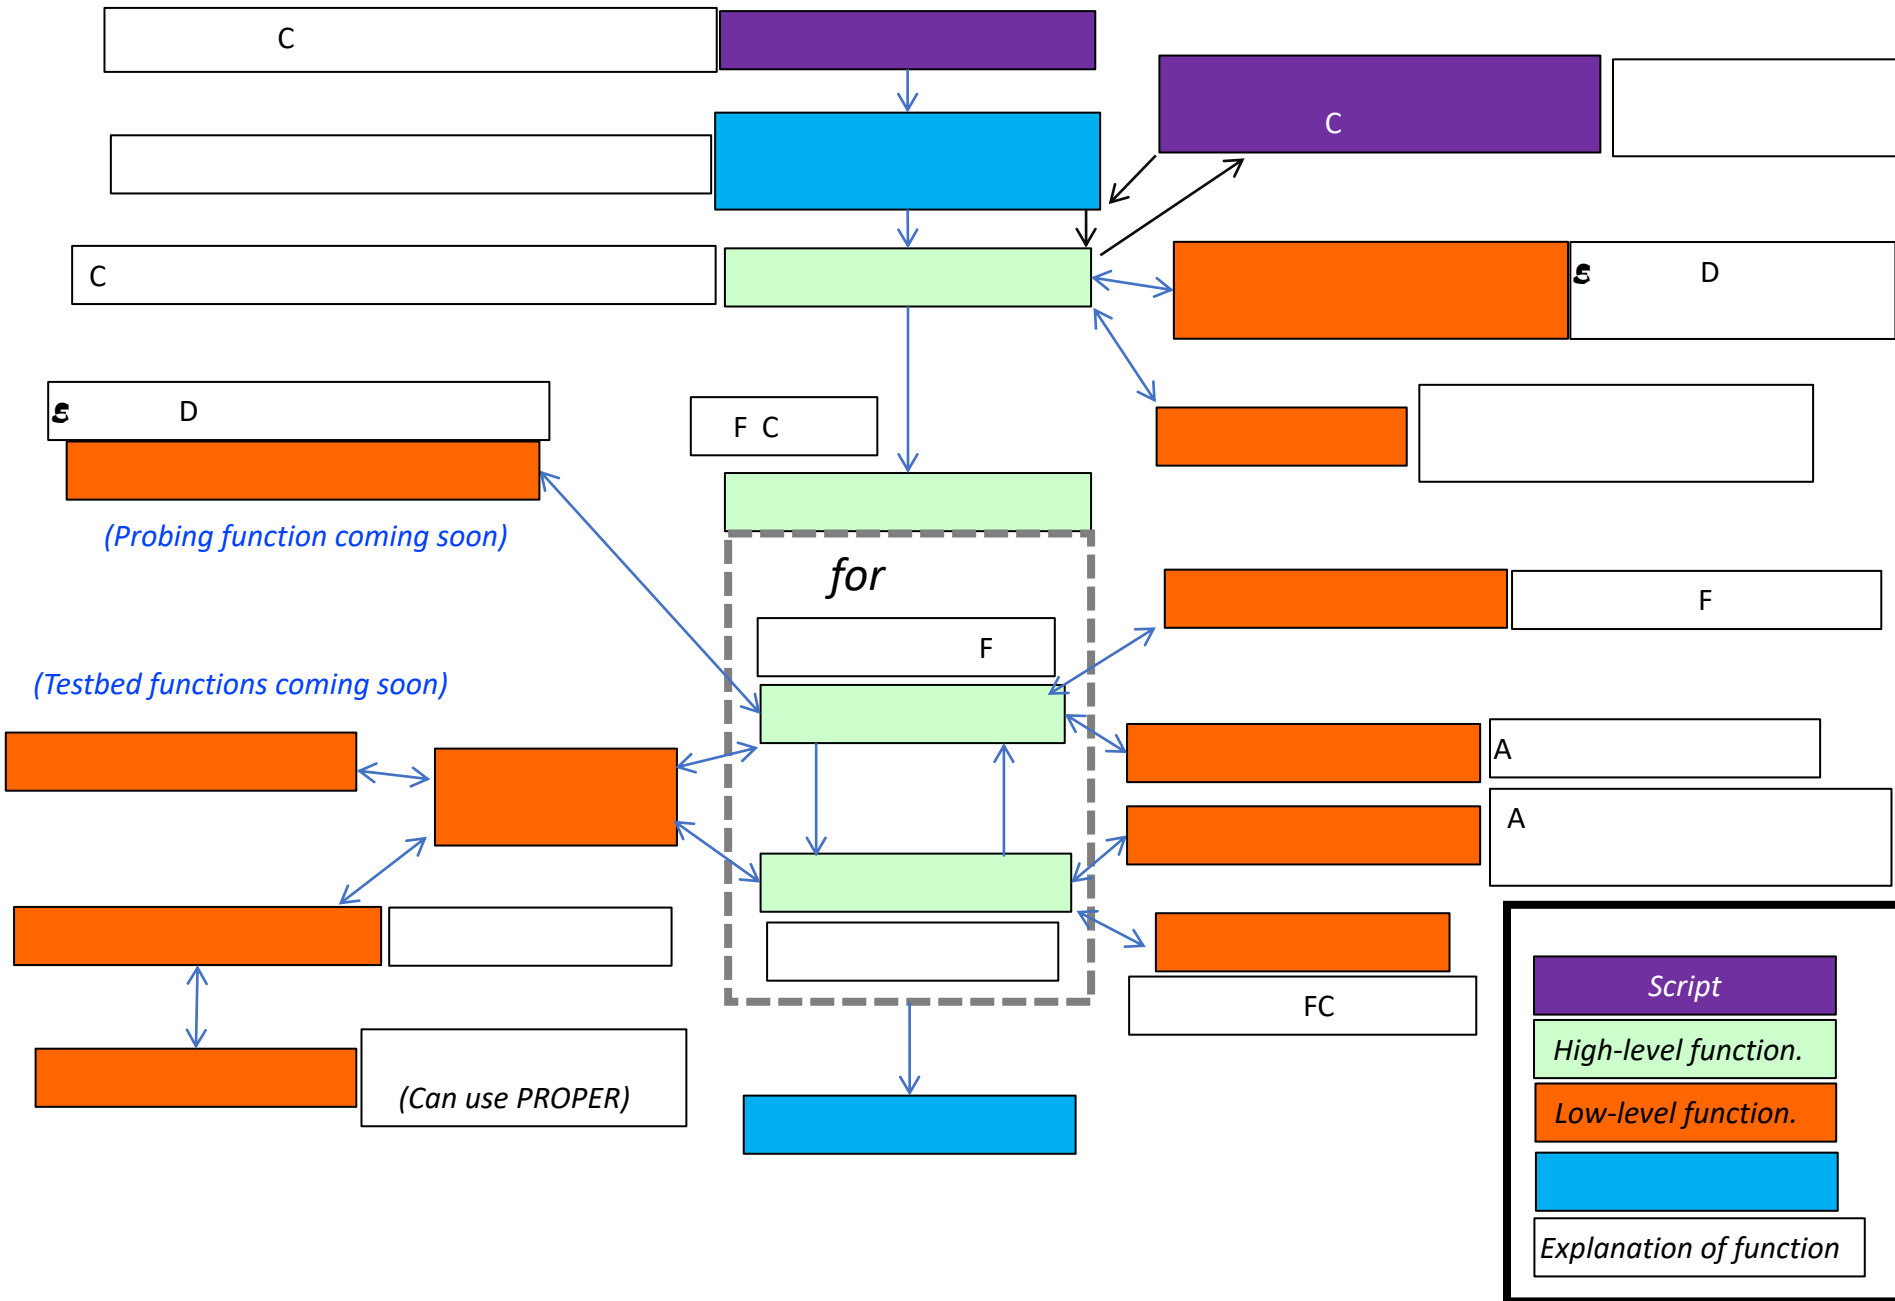 C
C
C
D
D
F C
(Probing function coming soon)
for
F
F
(Testbed functions coming soon)
A
A
FC
(Can use PROPER)
Script
High-level function.
Low-level function.
Explanation of function